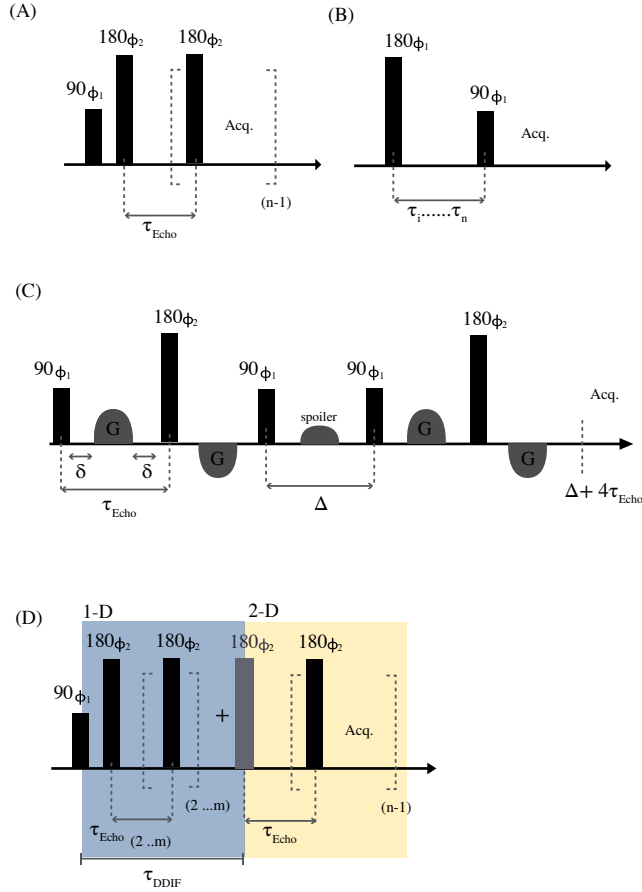 (A)
180ϕ2 180ϕ2
90ϕ1
Acq.
(n-1)
τEcho
(B)
180ϕ1
90ϕ1
Acq.
τi......τn
(C)
180ϕ2 180ϕ2
90ϕ1 90ϕ1 90ϕ1
Acq.
spoiler
G G
G G
δ δ
τEcho
Δ
Δ+ 4τEcho
(D)
1-D 2-D
180ϕ2 180ϕ2 180ϕ2 180ϕ2
90ϕ1
+
Acq.
(2 ...m)
(n-1)
τEcho
(2 ..m)
τEcho
τDDIF